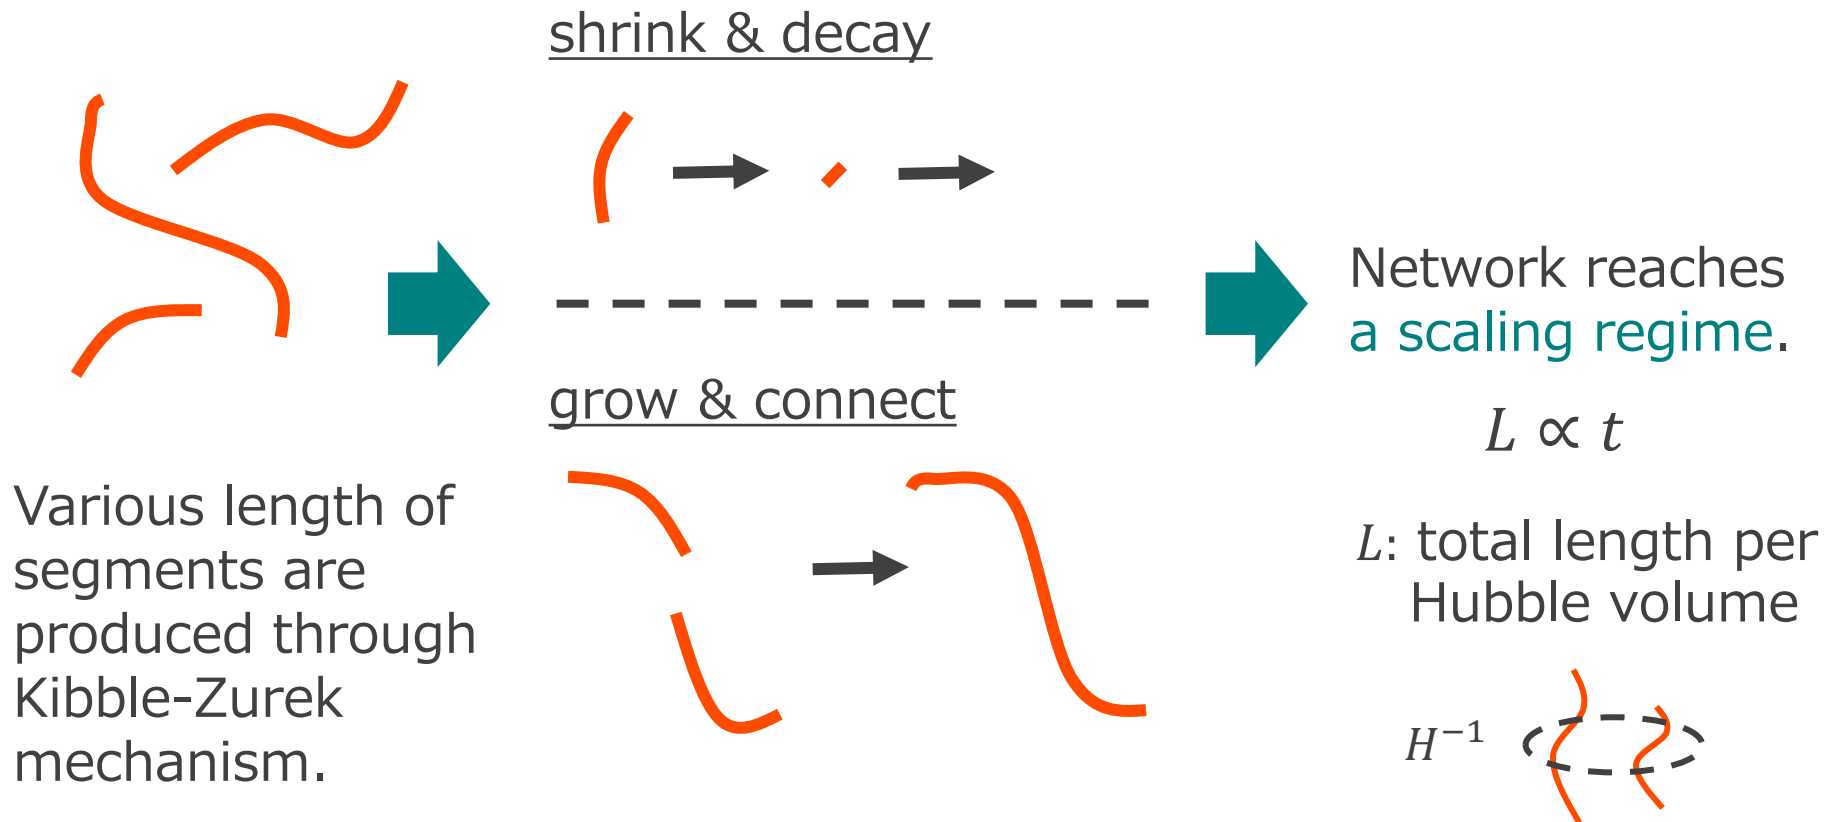 shrink & decay
grow & connect
Various length of
segments are
produced through
Kibble-Zurek
mechanism.
Network reaches
a scaling regime.
L ∝ t
L: total length per
Hubble volume
H⁻¹